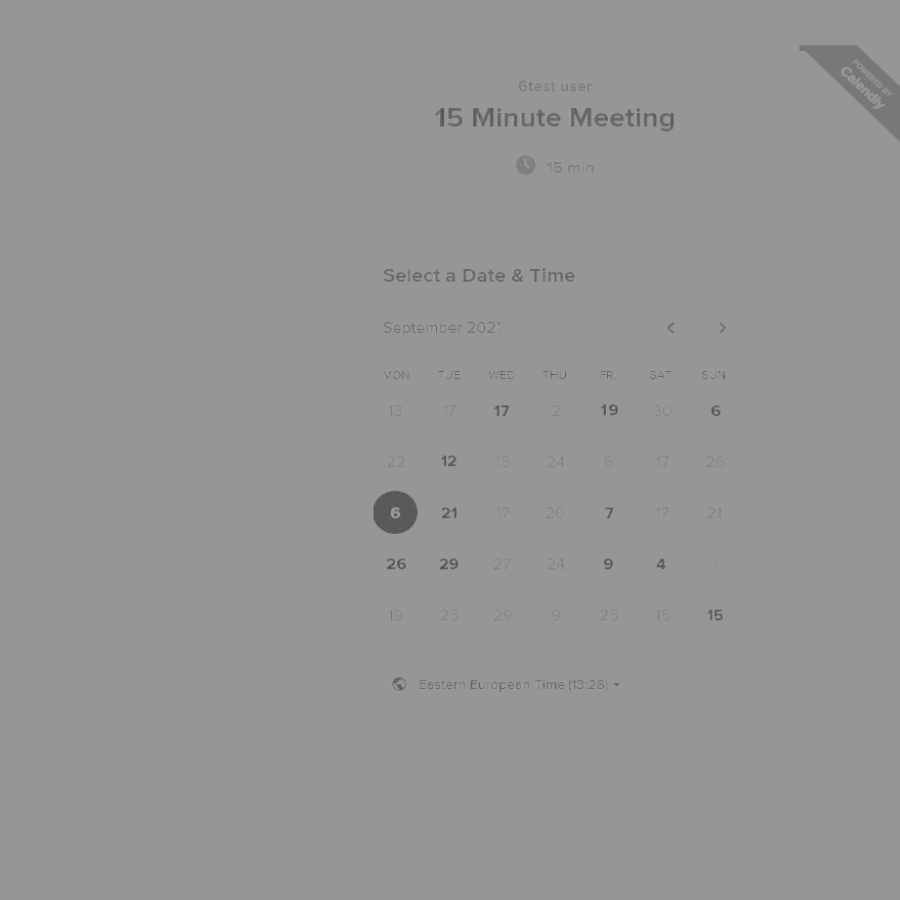 POWERED BY
Calendly
6test user
15 Minute Meeting
15 min
Select a Date & Time
September 2021
MON TUE WED THU FRI SAT SUN
13 17 17 2 19 30 6
22 12 15 24 6 17 26
6 21 17 20 7 17 21
26 29 27 24 9 4 1
19 25 29 9 25 15 15
Eastern European Time (13:26)